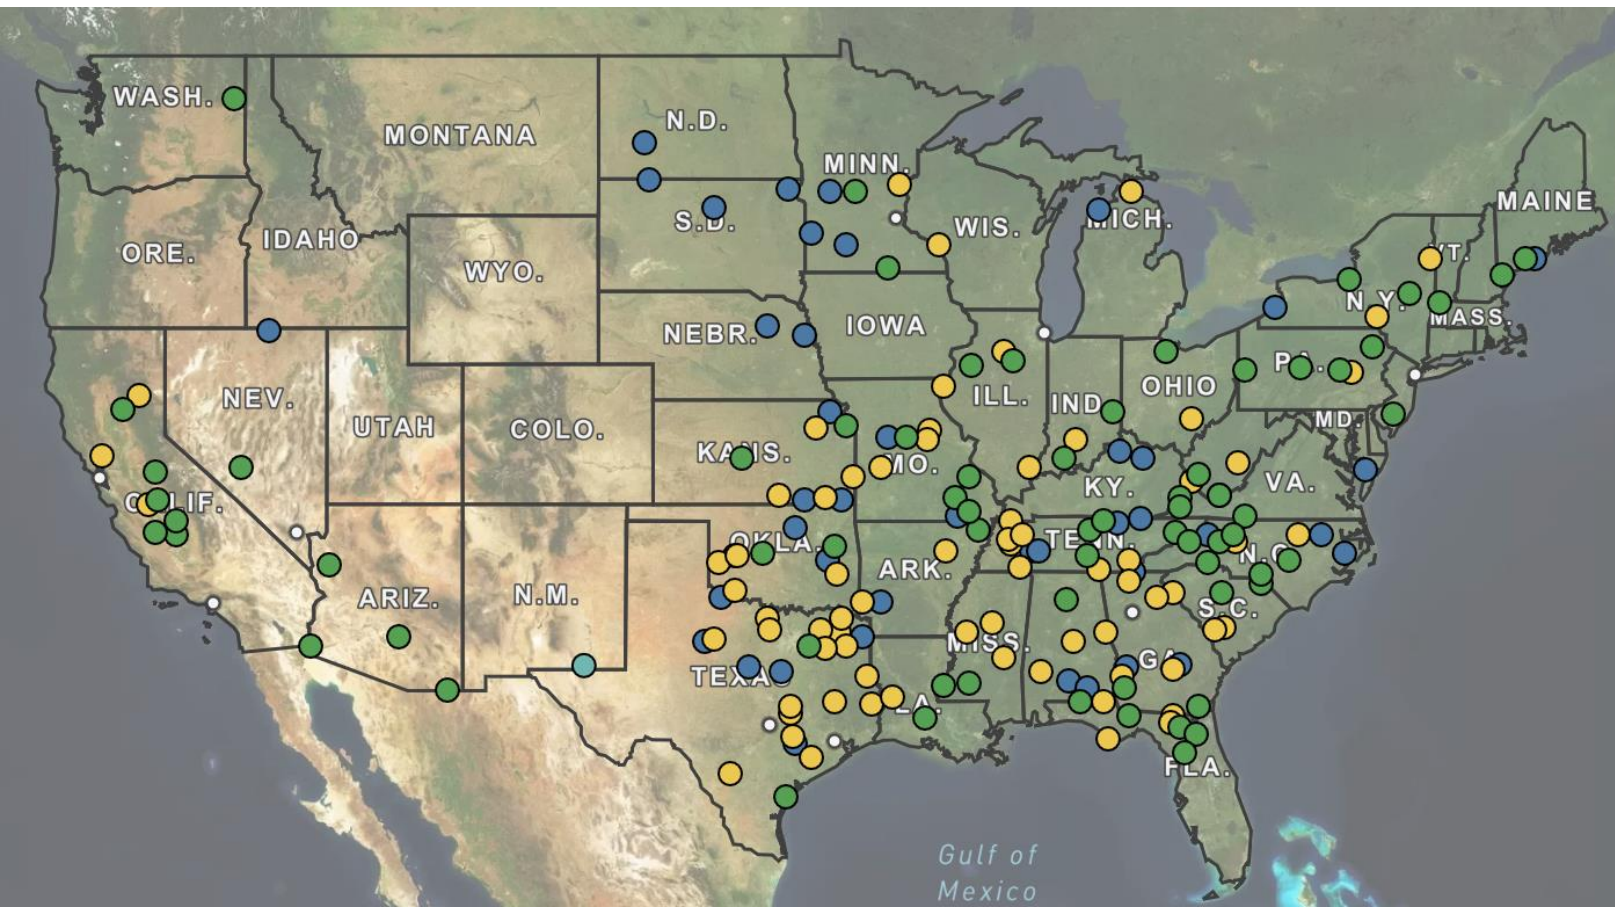 WASH.
MONTANA
N.D.
MINN.
MAINE
ORE.
IDAHO
S.D.
WIS.
MICH.
VT.
WYO.
N.Y.
NEBR.
IOWA
MASS.
PA.
NEV.
UTAH
COLO.
ILL.
IND
OHIO
MD.
KANS.
MO.
VA.
CALIF.
KY.
OKLA.
TENN.
N.C.
ARIZ.
N.M.
ARK.
S.C.
MISS.
TEXAS
GA.
LA.
FLA.
Gulf of
Mexico